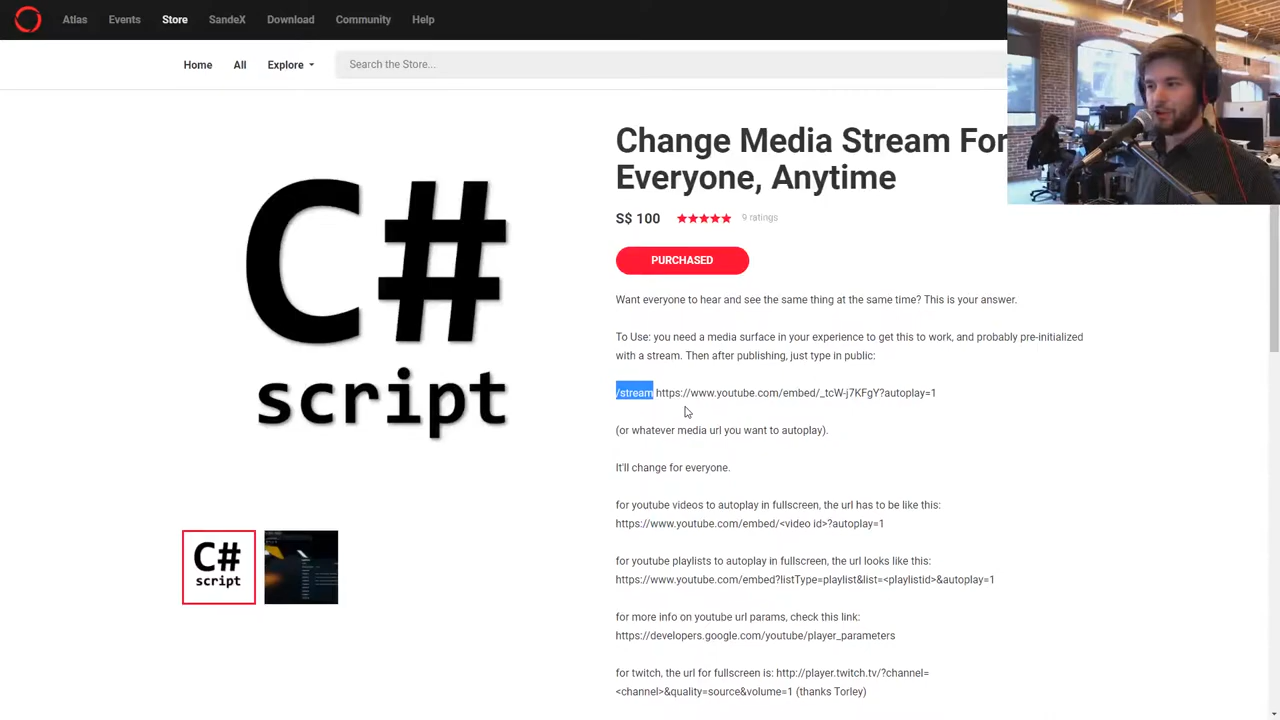 Atlas Events Store SandeX Download Community Help
Home All Explore Search the Store...
Change Media Stream For
Everyone, Anytime
S$ 100 9 ratings
PURCHASED
Want everyone to hear and see the same thing at the same time? This is your answer.
To Use: you need a media surface in your experience to get this to work, and probably pre-initialized
with a stream. Then after publishing, just type in public:
/stream https://www.youtube.com/embed/_tcW-j7KFgY?autoplay=1
(or whatever media url you want to autoplay).
It'll change for everyone.
for youtube videos to autoplay in fullscreen, the url has to be like this:
https://www.youtube.com/embed/<video id>?autoplay=1
for youtube playlists to autoplay in fullscreen, the url looks like this:
https://www.youtube.com/embed?listType=playlist&list=<playlistid>&autoplay=1
for more info on youtube url params, check this link:
https://developers.google.com/youtube/player_parameters
for twitch, the url for fullscreen is: http://player.twitch.tv/?channel=
<channel>&quality=source&volume=1 (thanks Torley)
C#
script
C#
script